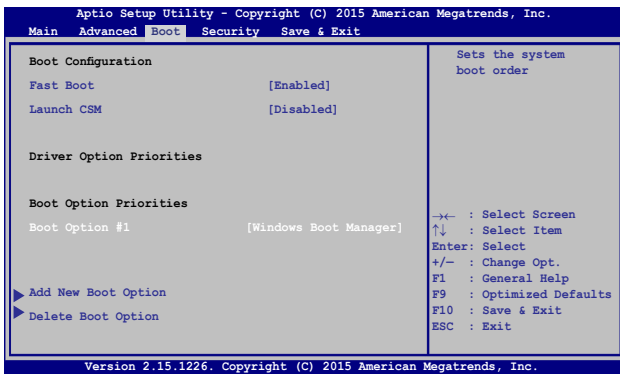 Aptio Setup Utility - Copyright (C) 2015 American Megatrends, Inc.
Main Advanced Boot Security Save & Exit
Boot Configuration
Fast Boot [Enabled]
Launch CSM [Disabled]
Driver Option Priorities
Boot Option Priorities
Boot Option #1 [Windows Boot Manager]
Add New Boot Option
Delete Boot Option
Sets the system
boot order
→← : Select Screen
↑↓ : Select Item
Enter: Select
+/— : Change Opt.
F1 : General Help
F9 : Optimized Defaults
F10 : Save & Exit
ESC : Exit
Version 2.15.1226. Copyright (C) 2015 American Megatrends, Inc.